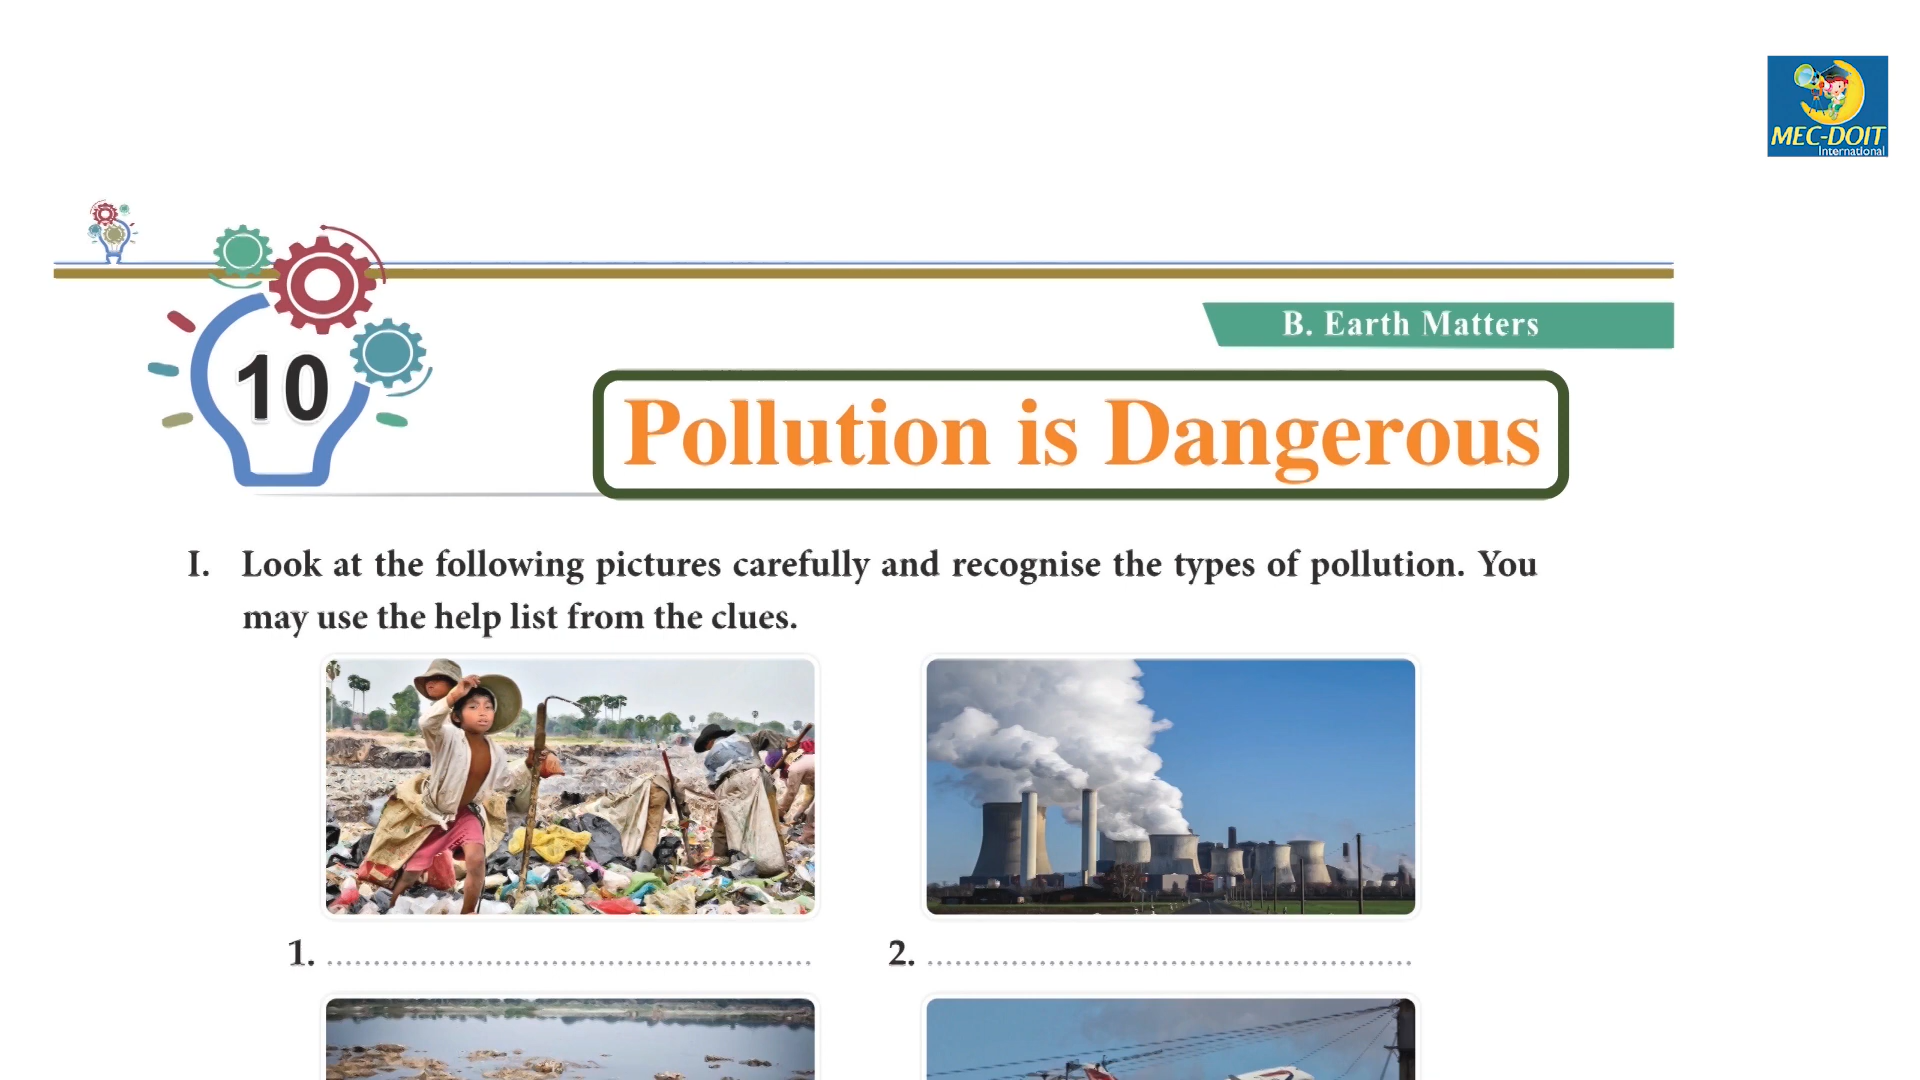 MEC-DOIT
International
B. Earth Matters
10
Pollution is Dangerous
I. Look at the following pictures carefully and recognise the types of pollution. You
may use the help list from the clues.
1. ................................................
2. ................................................